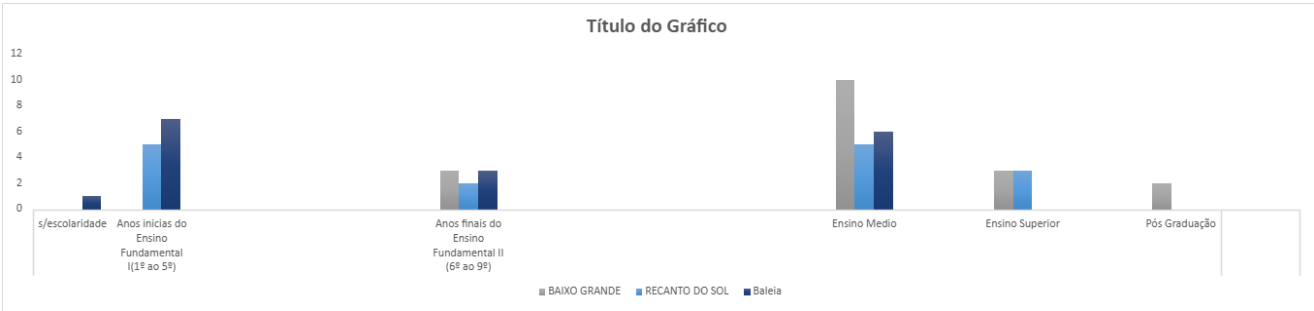 Título do Gráfico
12
10
8
6
4
2
0
s/escolaridade
Anos inicias do
Ensino
Fundamental
I(1º ao 5º)
Anos finais do
Ensino
Fundamental II
(6º ao 9º)
Ensino Medio
Ensino Superior
Pós Graduação
BAIXO GRANDE
RECANTO DO SOL
Baleia